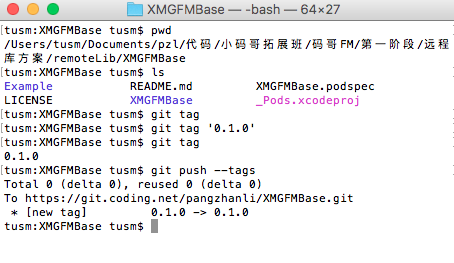 XMGFMBase — -bash — 64×27
[tusm:XMGFMBase tusm$ pwd
/Users/tusm/Documents/pzl/代码/小码哥拓展班/码哥FM/第一阶段/远程
库方案/remoteLib/XMGFMBase
[tusm:XMGFMBase tusm$ ls
Example README.md XMGFMBase.podspec
LICENSE XMGFMBase _Pods.xcodeproj
[tusm:XMGFMBase tusm$ git tag
[tusm:XMGFMBase tusm$ git tag '0.1.0'
[tusm:XMGFMBase tusm$ git tag
0.1.0
[tusm:XMGFMBase tusm$ git push --tags
Total 0 (delta 0), reused 0 (delta 0)
To https://git.coding.net/pangzhanli/XMGFMBase.git
* [new tag] 0.1.0 -> 0.1.0
tusm:XMGFMBase tusm$